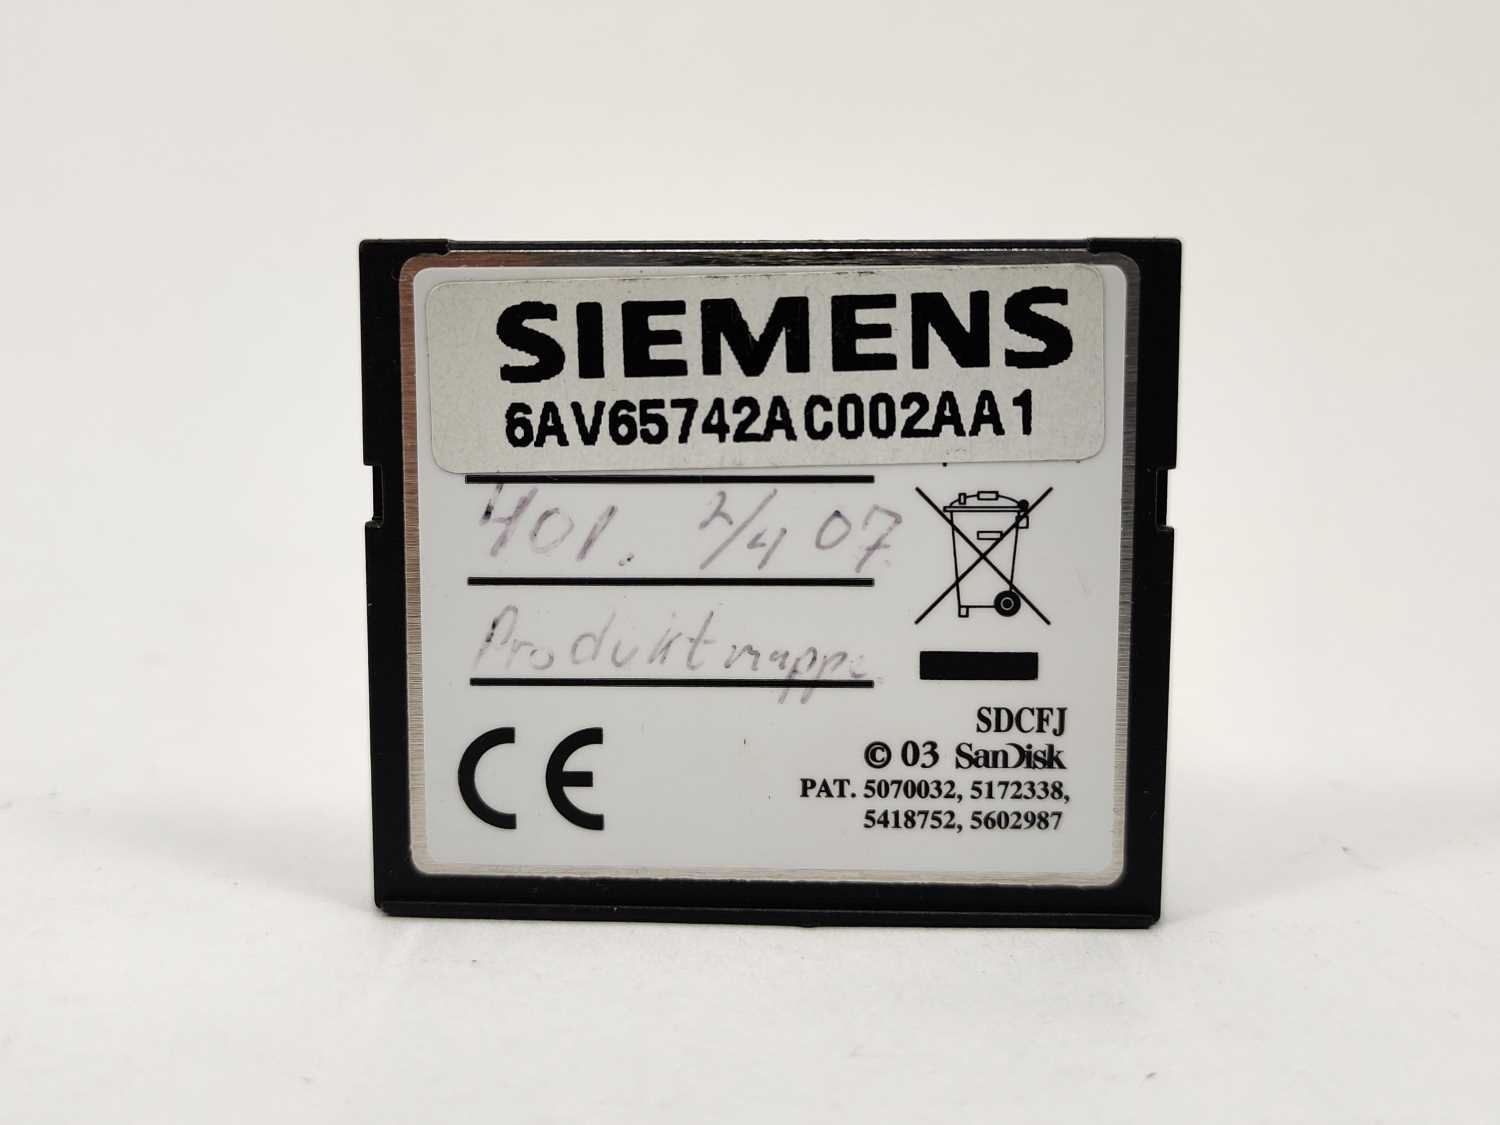 SIEMENS
6AV65742AC002AA1
401. 2/4 07
Produktmappe
CE
SDCFJ
© 03 SanDisk
PAT. 5070032, 5172338,
5418752, 5602987